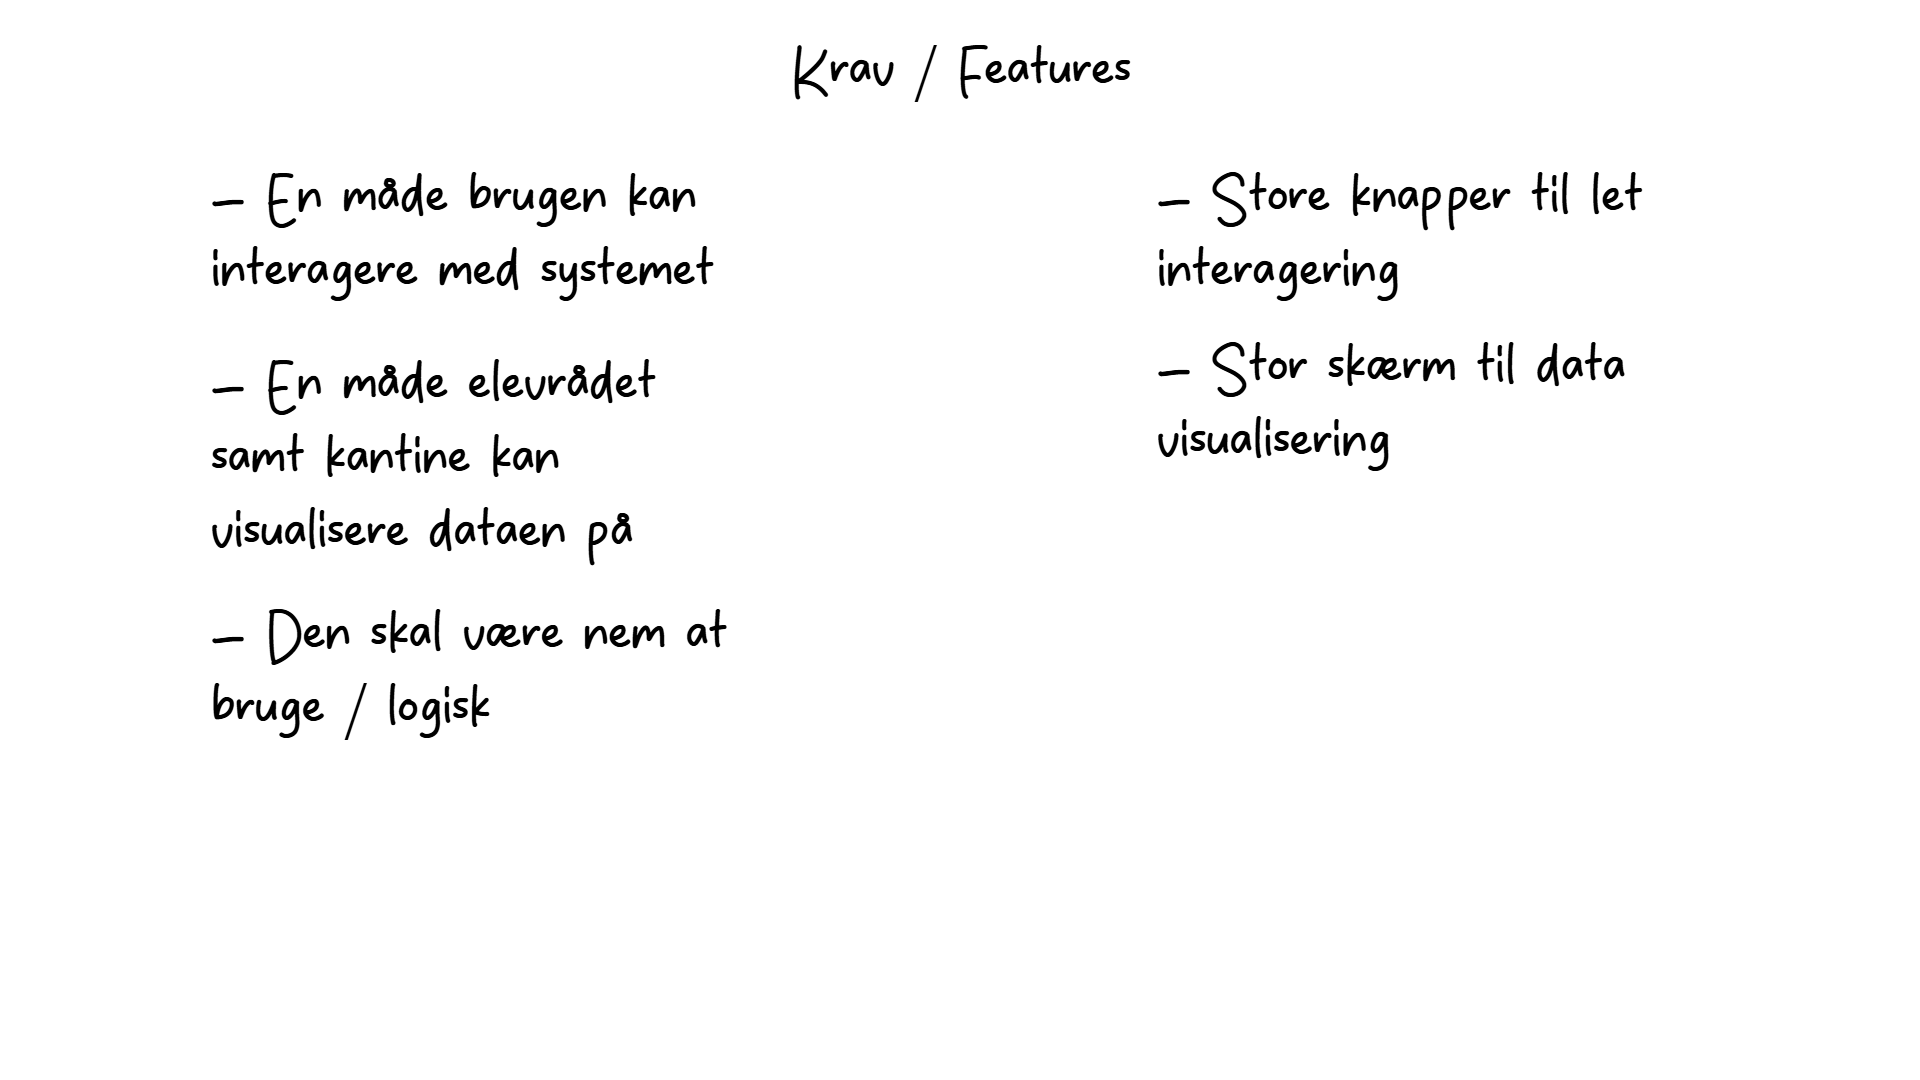 Krav / Features
– En måde brugen kan
interagere med systemet
– En måde elevrådet
samt kantine kan
visualisere dataen på
– Den skal være nem at
bruge / logisk
– Store knapper til let
interagering
– Stor skærm til data
visualisering